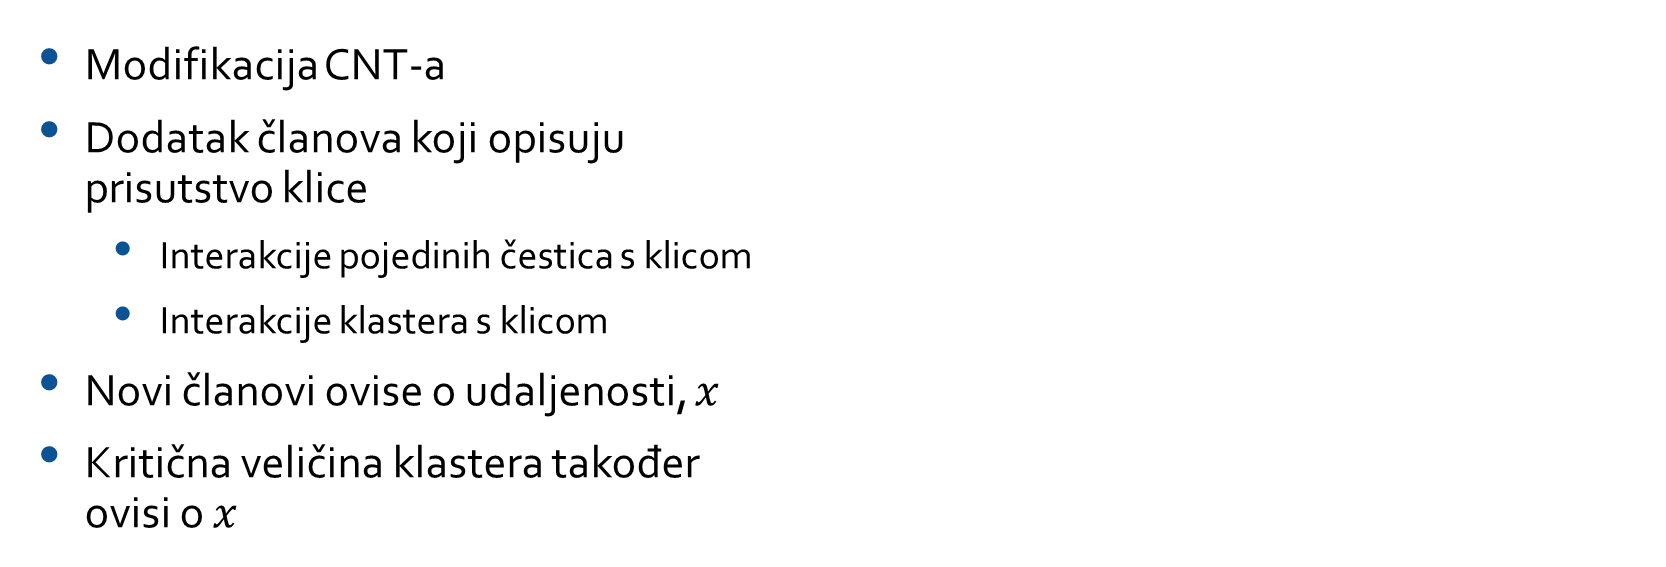 • Modifikacija CNT-a
• Dodatak članova koji opisuju
prisutstvo klice
• Interakcije pojedinih čestica s klicom
• Interakcije klastera s klicom
• Novi članovi ovise o udaljenosti, x
• Kritična veličina klastera također
ovisi o x